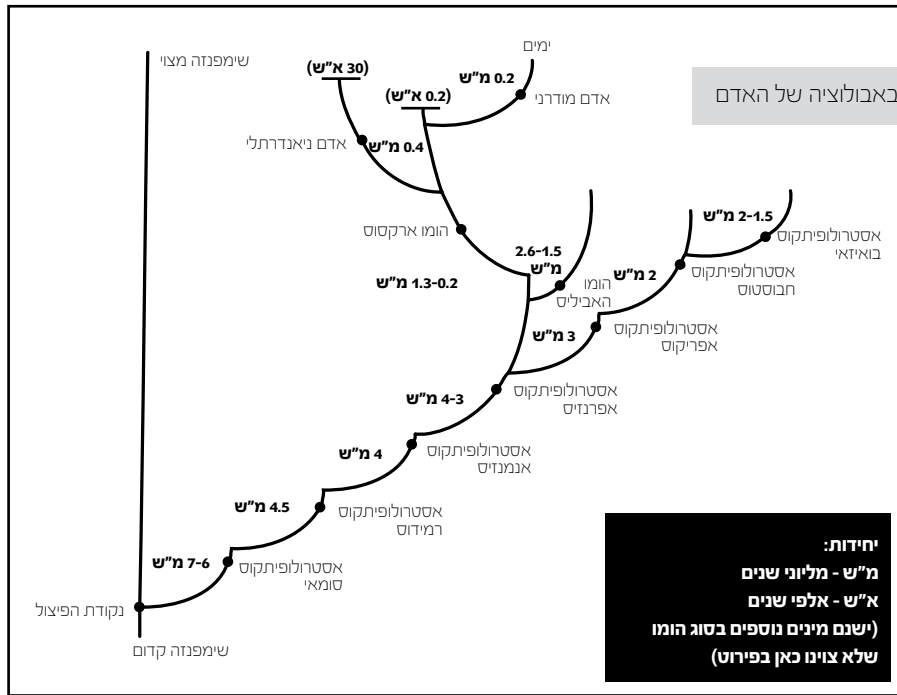 באבולוציה של האדם
ימים
0.2 מ"ש
אדם מודרני
(0.2 א"ש)
(30 א"ש)
שימפנזה מצוי
אדם ניאנדרתלי
0.4 מ"ש
הומו ארקסוס
1.3-0.2 מ"ש
2.6-1.5
מ"ש
הומו
האביליס
2-1.5 מ"ש
אסטרולופיתקוס
בואיזאי
2 מ"ש
אסטרולופיתקוס
חבוסטוס
3 מ"ש
אסטרולופיתקוס
אפריקוס
4-3 מ"ש
אסטרולופיתקוס
אפרנזיס
4 מ"ש
אסטרולופיתקוס
אנמנזיס
4.5 מ"ש
אסטרולופיתקוס
רמידוס
7-6 מ"ש
אסטרולופיתקוס
סומאי
נקודת הפיצול
שימפנזה קדום
יחידות:
מ"ש - מליוני שנים
א"ש - אלפי שנים
(ישנם מינים נוספים בסוג הומו
שלא צוינו כאן בפירוט)